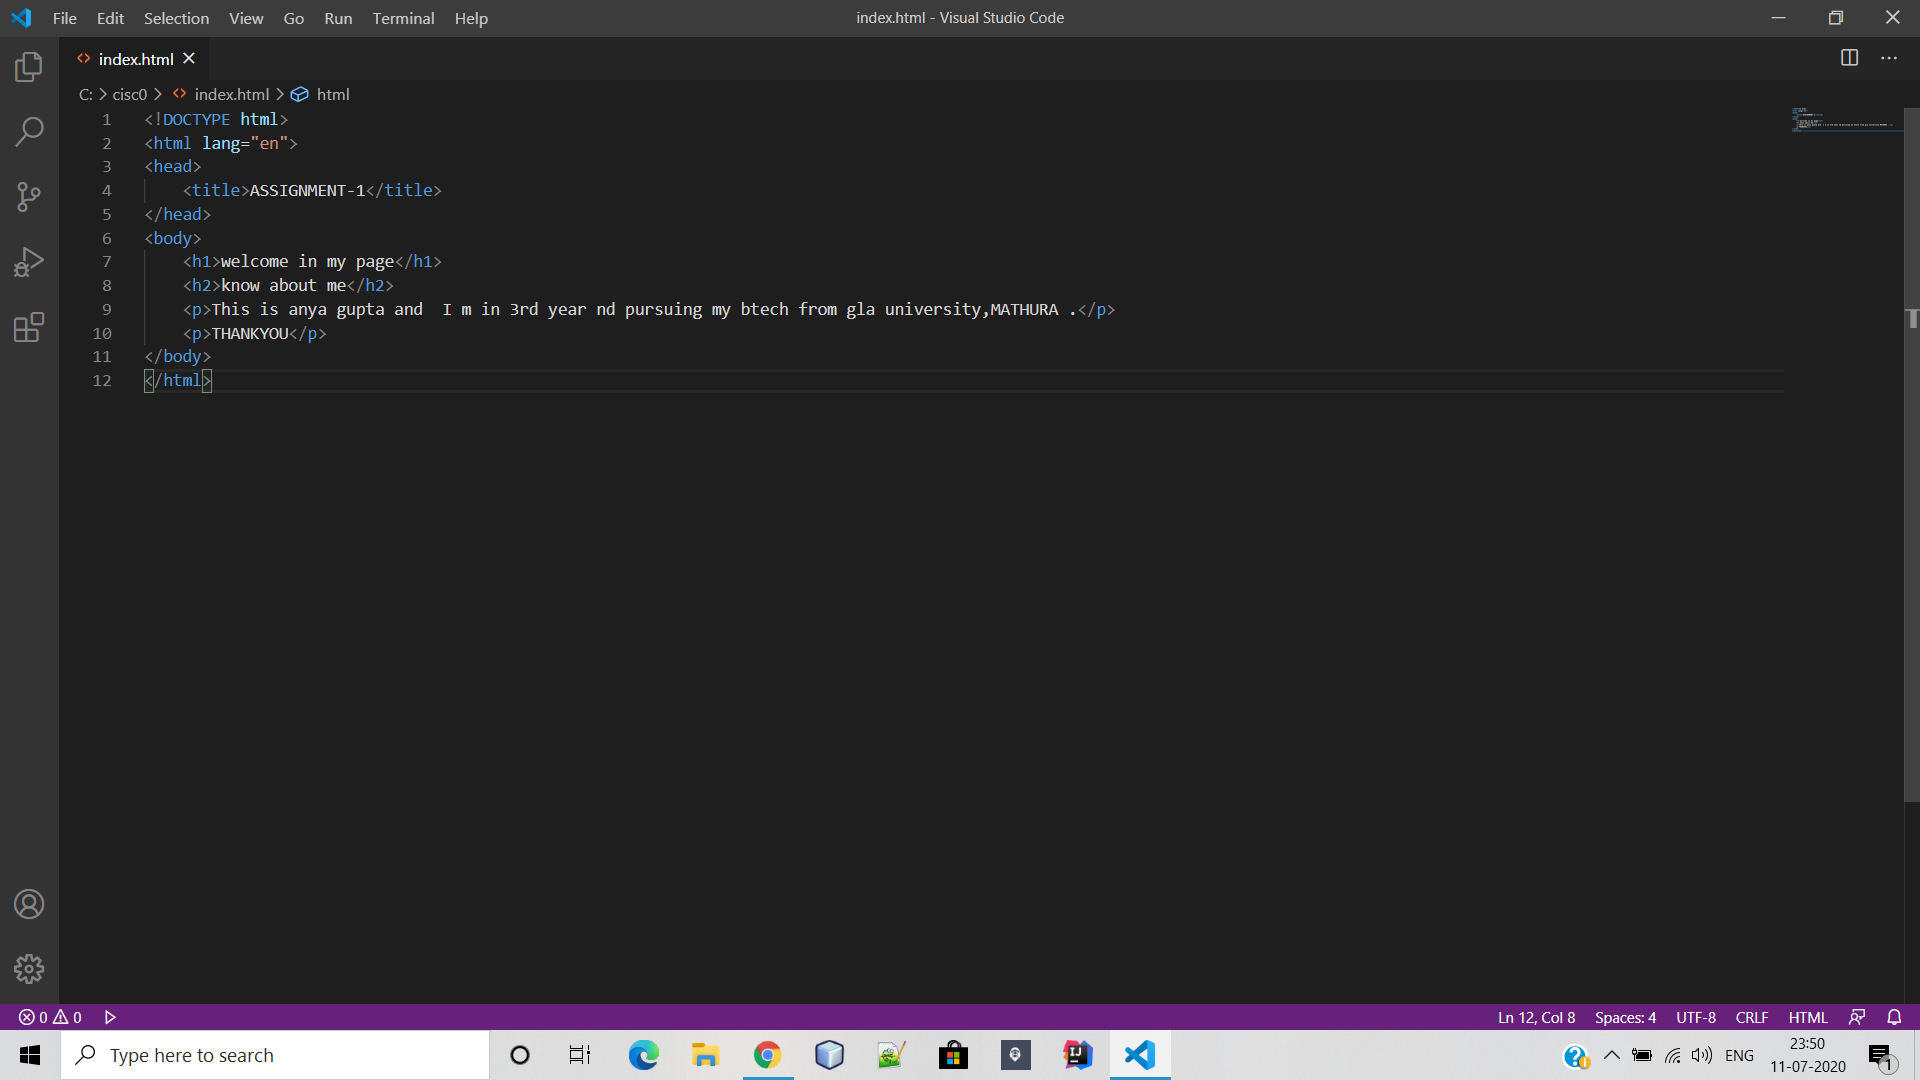 File Edit Selection View Go Run Terminal Help index.html - Visual Studio Code
index.html
C: > cisc0 > index.html > html
1 <!DOCTYPE html>
2 <html lang="en">
3 <head>
4 <title>ASSIGNMENT-1</title>
5 </head>
6 <body>
7 <h1>welcome in my page</h1>
8 <h2>know about me</h2>
9 <p>This is anya gupta and  I m in 3rd year nd pursuing my btech from gla university,MATHURA .</p>
10 <p>THANKYOU</p>
11 </body>
12 </html>
0 0 Ln 12, Col 8 Spaces: 4 UTF-8 CRLF HTML
Type here to search
ENG
23:50
11-07-2020
1